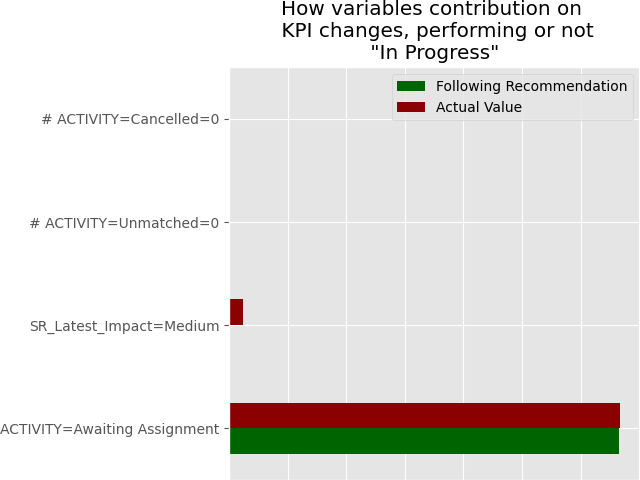 How variables contribution on
KPI changes, performing or not
"In Progress"
Following Recommendation
Actual Value
# ACTIVITY=Cancelled=0
# ACTIVITY=Unmatched=0
SR_Latest_Impact=Medium
ACTIVITY=Awaiting Assignment